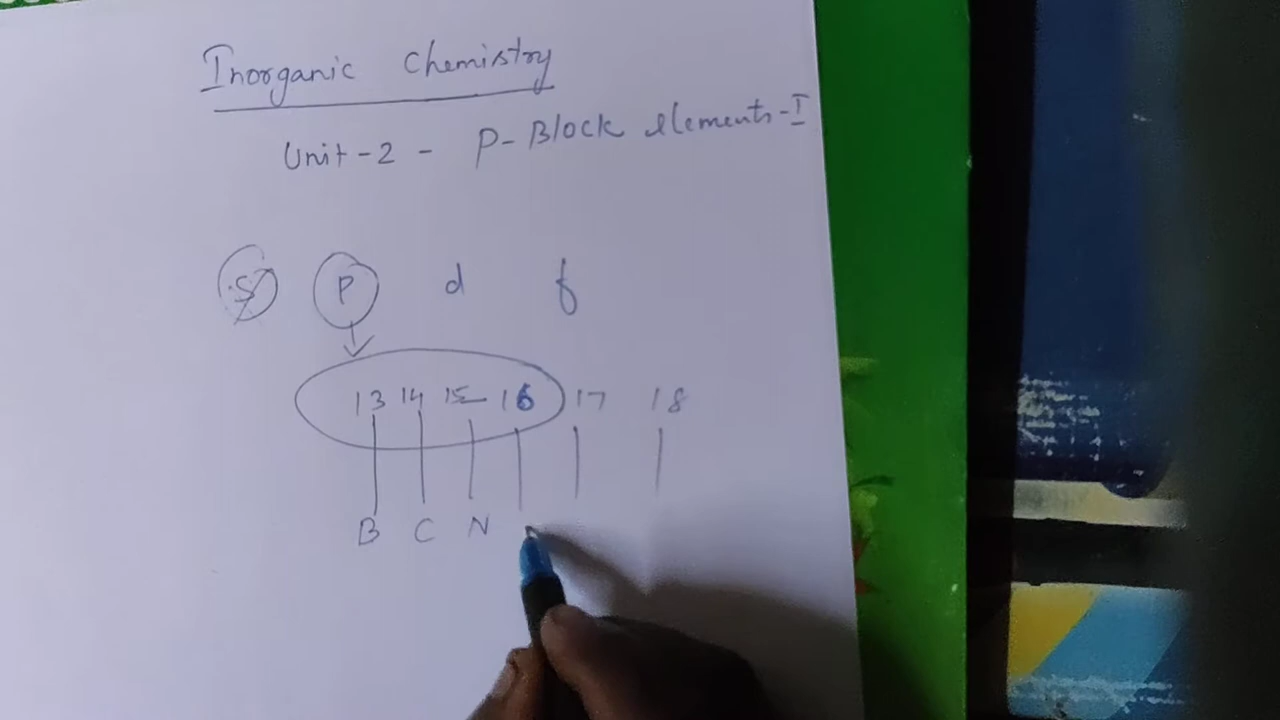 Inorganic Chemistry
Unit-2 - P-Block elements-I
S P d f
13 14 15 16 17 18
B C N